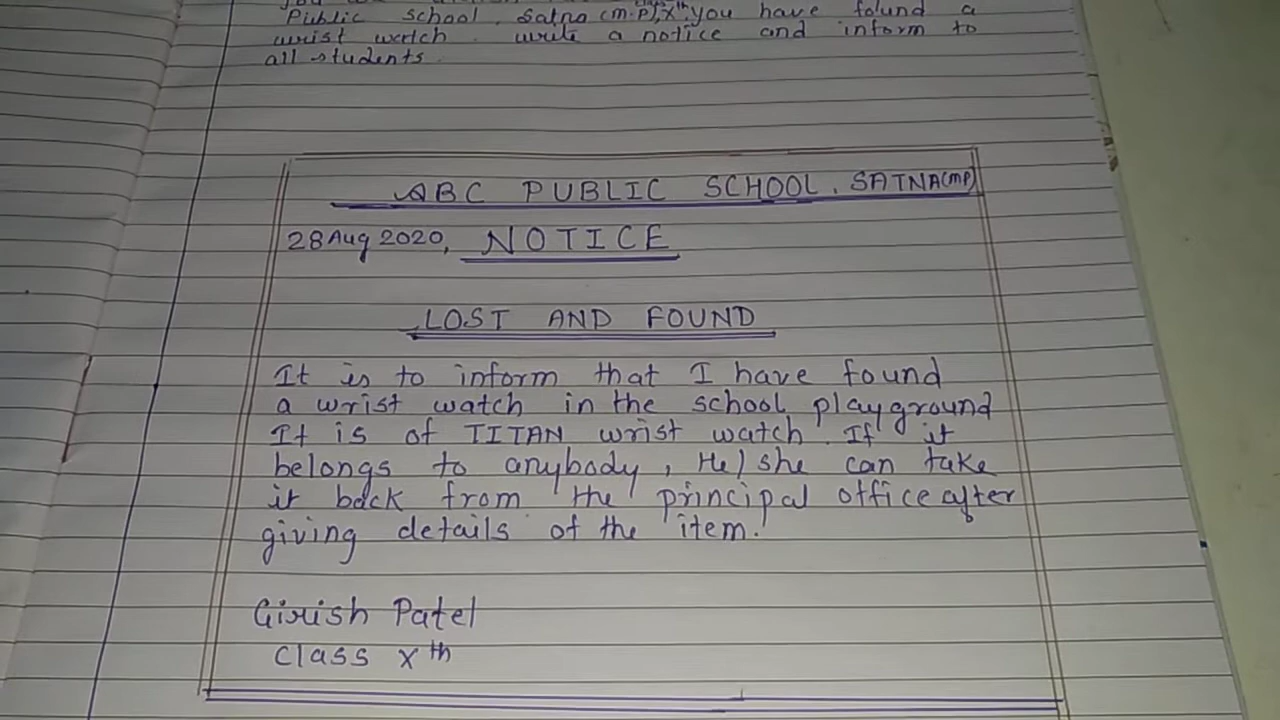 Public school, Satna (m.p), Xth you have found a
wrist watch. write a notice and inform to
all students.
ABC PUBLIC SCHOOL, SATNA(MP)
28 Aug 2020, NOTICE
LOST AND FOUND
It is to inform that I have found
a wrist watch in the school playground
It is of TITAN wrist watch. If it
belongs to anybody, He/she can take
it back from the principal office after
giving details of the item.
Girish Patel
class Xth